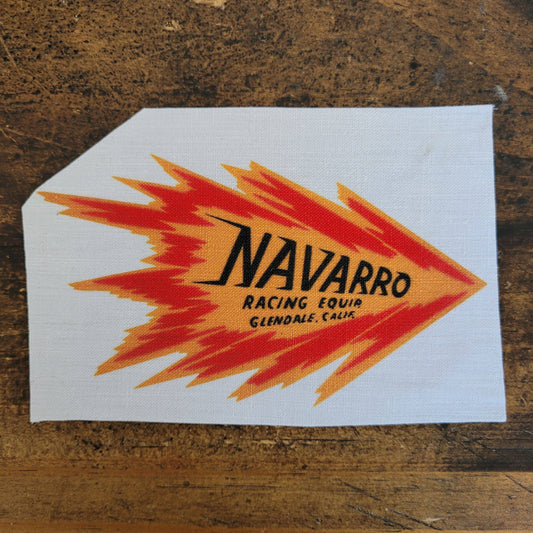 NAVARRO
RACING EQUIP.
GLENDALE, CALIF.